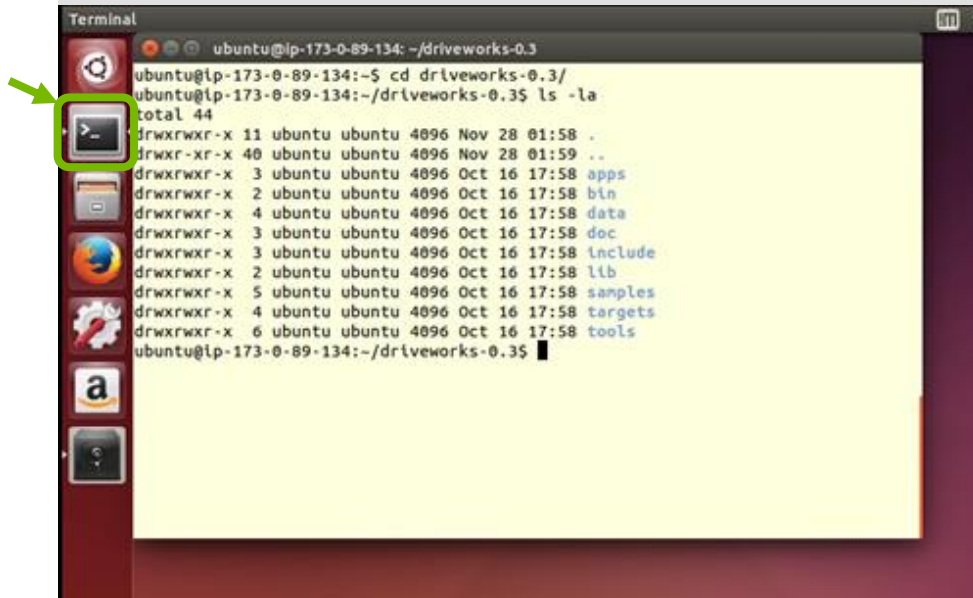 Terminal
ubuntu@ip-173-0-89-134: ~/driveworks-0.3
ubuntu@ip-173-0-89-134:~$ cd driveworks-0.3/
ubuntu@ip-173-0-89-134:~/driveworks-0.3$ ls -la
total 44
drwxrwxr-x 11 ubuntu ubuntu 4096 Nov 28 01:58 .
drwxr-xr-x 40 ubuntu ubuntu 4096 Nov 28 01:59 ..
drwxrwxr-x  3 ubuntu ubuntu 4096 Oct 16 17:58 apps
drwxrwxr-x  2 ubuntu ubuntu 4096 Oct 16 17:58 bin
drwxrwxr-x  4 ubuntu ubuntu 4096 Oct 16 17:58 data
drwxrwxr-x  3 ubuntu ubuntu 4096 Oct 16 17:58 doc
drwxrwxr-x  3 ubuntu ubuntu 4096 Oct 16 17:58 include
drwxrwxr-x  2 ubuntu ubuntu 4096 Oct 16 17:58 lib
drwxrwxr-x  5 ubuntu ubuntu 4096 Oct 16 17:58 samples
drwxrwxr-x  4 ubuntu ubuntu 4096 Oct 16 17:58 targets
drwxrwxr-x  6 ubuntu ubuntu 4096 Oct 16 17:58 tools
ubuntu@ip-173-0-89-134:~/driveworks-0.3$
>_
a